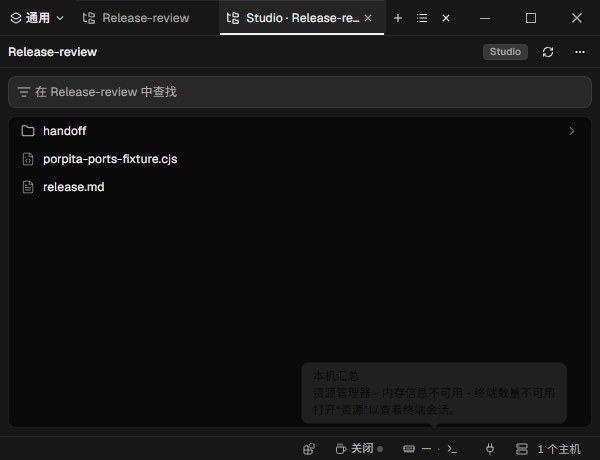 通用 Release-review Studio · Release-re...
Release-review Studio
在 Release-review 中查找
handoff
porpita-ports-fixture.cjs
release.md
本机汇总
资源管理器 - 内存信息不可用 - 终端数量不可用
打开“资源”以查看终端会话。
关闭 — · 1 个主机